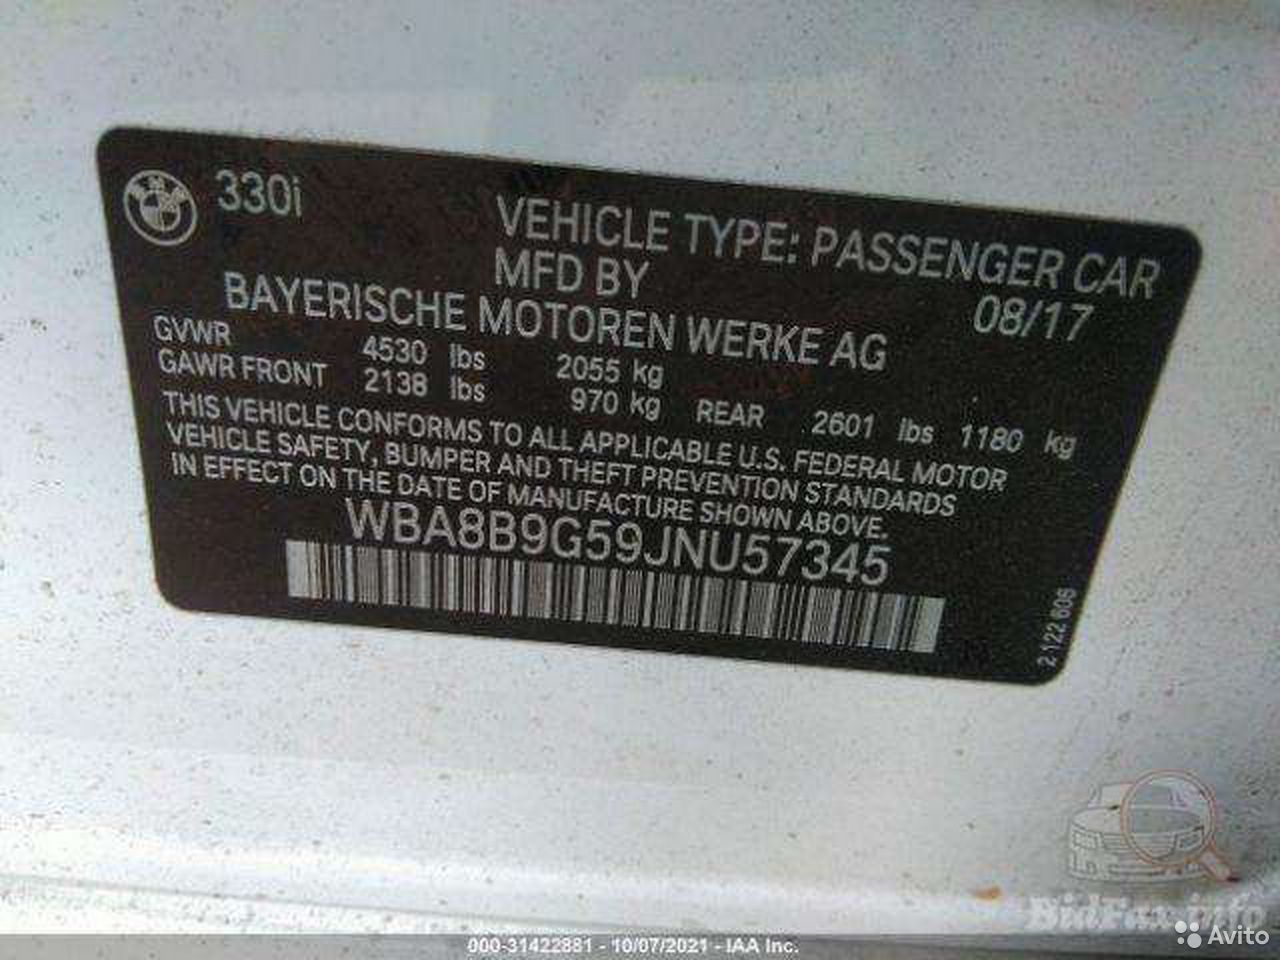 330i
VEHICLE TYPE: PASSENGER CAR
MFD BY 08/17
BAYERISCHE MOTOREN WERKE AG
GVWR 4530 lbs 2055 kg
GAWR FRONT 2138 lbs 970 kg REAR 2601 lbs 1180 kg
THIS VEHICLE CONFORMS TO ALL APPLICABLE U.S. FEDERAL MOTOR
VEHICLE SAFETY, BUMPER AND THEFT PREVENTION STANDARDS
IN EFFECT ON THE DATE OF MANUFACTURE SHOWN ABOVE.
WBA8B9G59JNU57345
2 122 605
BidFax.info
Avito
000-31422881 - 10/07/2021 - IAA Inc.